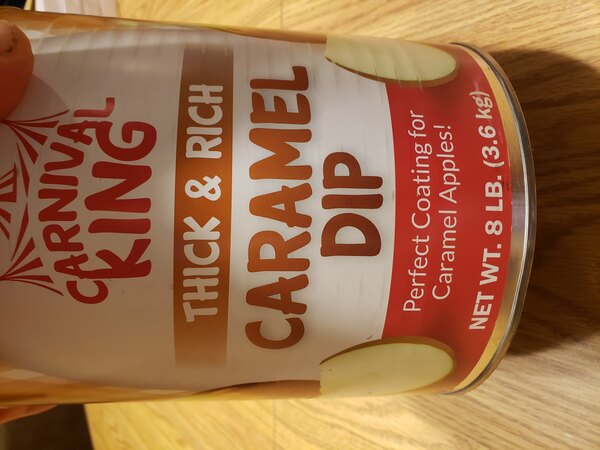 CARNIVAL
KING
THICK & RICH
CARAMEL
DIP
Perfect Coating for
Caramel Apples!
NET WT. 8 LB. (3.6 kg)